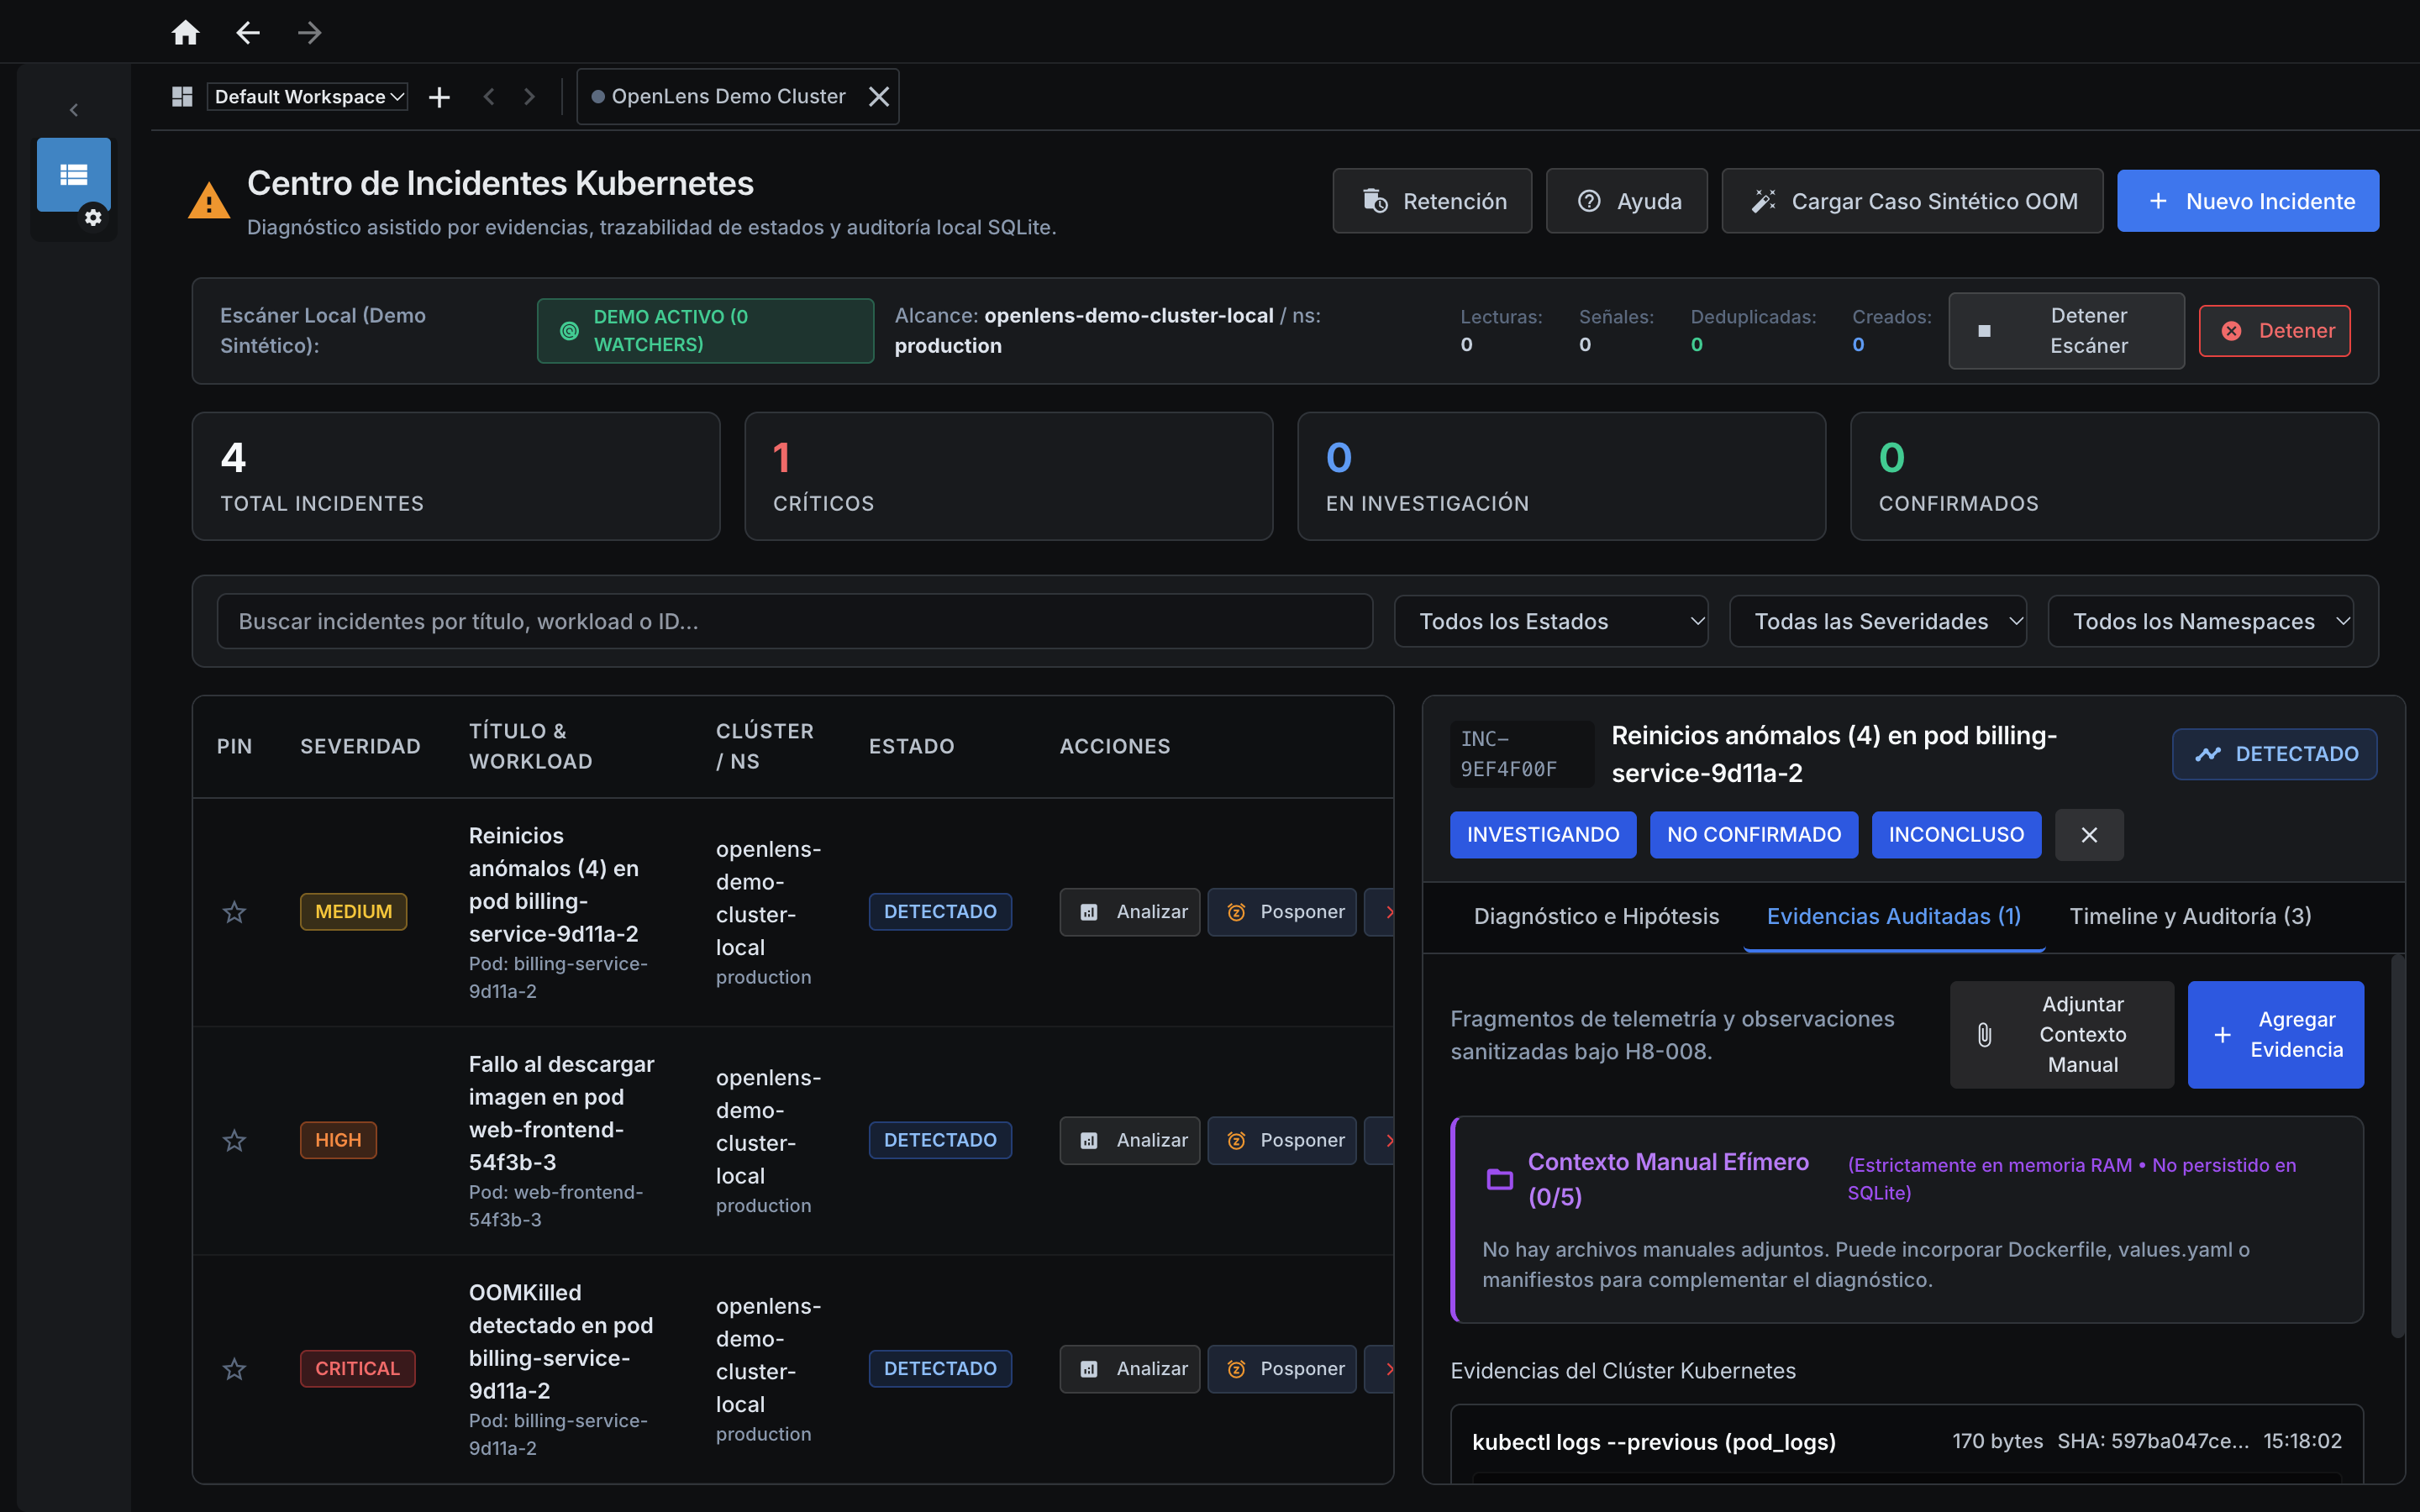 Default Workspace
OpenLens Demo Cluster
Centro de Incidentes Kubernetes
Diagnóstico asistido por evidencias, trazabilidad de estados y auditoría local SQLite.
Retención
Ayuda
Cargar Caso Sintético OOM
Nuevo Incidente
Escáner Local (Demo
Sintético):
DEMO ACTIVO (0
WATCHERS)
Alcance: openlens-demo-cluster-local / ns:
production
Lecturas:
0
Señales:
0
Deduplicadas:
0
Creados:
0
Detener
Escáner
Detener
4
TOTAL INCIDENTES
1
CRÍTICOS
0
EN INVESTIGACIÓN
0
CONFIRMADOS
Buscar incidentes por título, workload o ID...
Todos los Estados
Todas las Severidades
Todos los Namespaces
PIN
SEVERIDAD
TÍTULO &
WORKLOAD
CLÚSTER
/ NS
ESTADO
ACCIONES
MEDIUM
Reinicios
anómalos (4) en
pod billing-
service-9d11a-2
Pod: billing-service-
9d11a-2
openlens-
demo-
cluster-
local
production
DETECTADO
Analizar
Posponer
HIGH
Fallo al descargar
imagen en pod
web-frontend-
54f3b-3
Pod: web-frontend-
54f3b-3
openlens-
demo-
cluster-
local
production
DETECTADO
Analizar
Posponer
CRITICAL
OOMKilled
detectado en pod
billing-service-
9d11a-2
Pod: billing-service-
9d11a-2
openlens-
demo-
cluster-
local
production
DETECTADO
Analizar
Posponer
INC-
9EF4F00F
Reinicios anómalos (4) en pod billing-
service-9d11a-2
DETECTADO
INVESTIGANDO
NO CONFIRMADO
INCONCLUSO
Diagnóstico e Hipótesis
Evidencias Auditadas (1)
Timeline y Auditoría (3)
Fragmentos de telemetría y observaciones
sanitizadas bajo H8-008.
Adjuntar
Contexto
Manual
Agregar
Evidencia
Contexto Manual Efímero
(0/5)
(Estrictamente en memoria RAM • No persistido en
SQLite)
No hay archivos manuales adjuntos. Puede incorporar Dockerfile, values.yaml o
manifiestos para complementar el diagnóstico.
Evidencias del Clúster Kubernetes
kubectl logs --previous (pod_logs)
170 bytes
SHA: 597ba047ce...
15:18:02